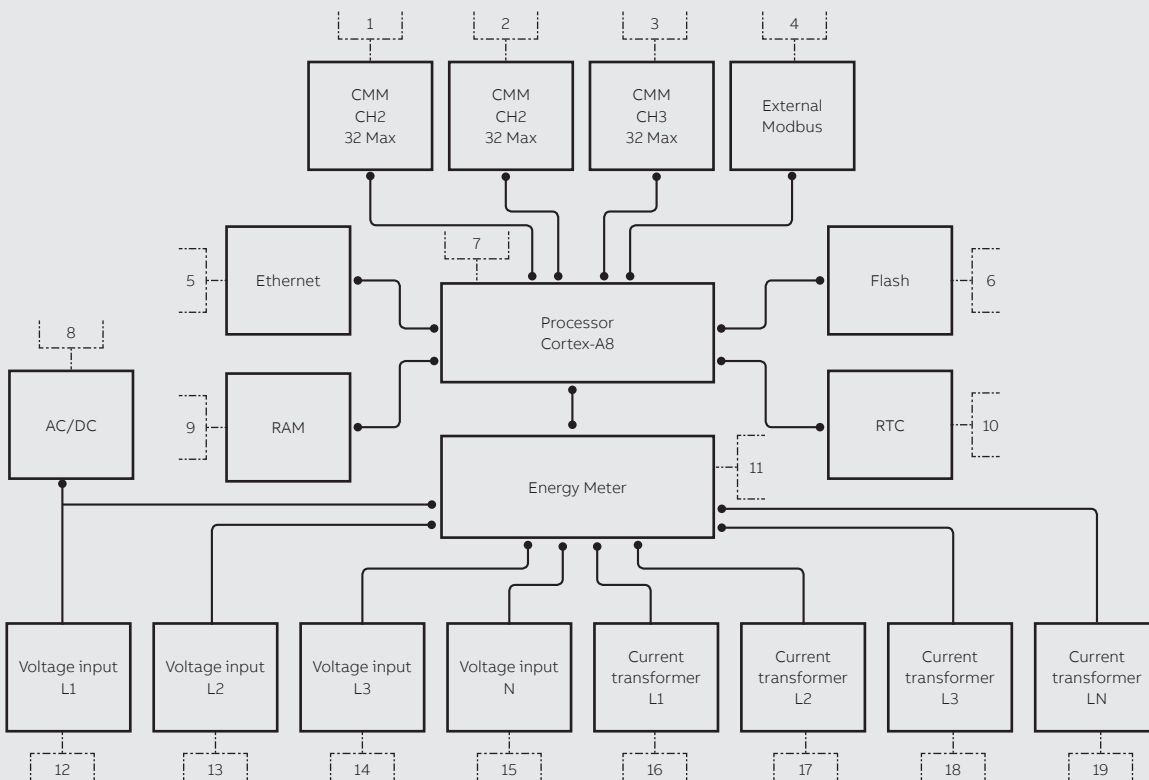 1
2
3
4
CMM
CH2
32 Max
CMM
CH2
32 Max
CMM
CH3
32 Max
External
Modbus
5
Ethernet
7
Flash
6
8
Processor
Cortex-A8
AC/DC
9
RAM
RTC
10
Energy Meter
11
Voltage input
L1
Voltage input
L2
Voltage input
L3
Voltage input
N
Current
transformer
L1
Current
transformer
L2
Current
transformer
L3
Current
transformer
LN
12
13
14
15
16
17
18
19